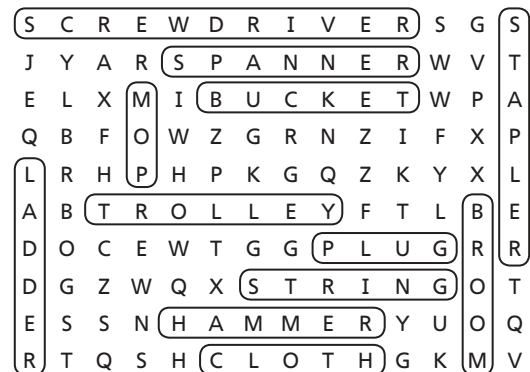 S C R E W D R I V E R S G S
J Y A R S P A N N E R W V T
E L X M I B U C K E T W P A
Q B F O W Z G R N Z I F X P
L R H P H P K G Q Z K Y X L
A B T R O L L E Y F T L B E
D O C E W T G G P L U G R R
D G Z W Q X S T R I N G O T
E S S N H A M M E R Y U O Q
R T Q S H C L O T H G K M V